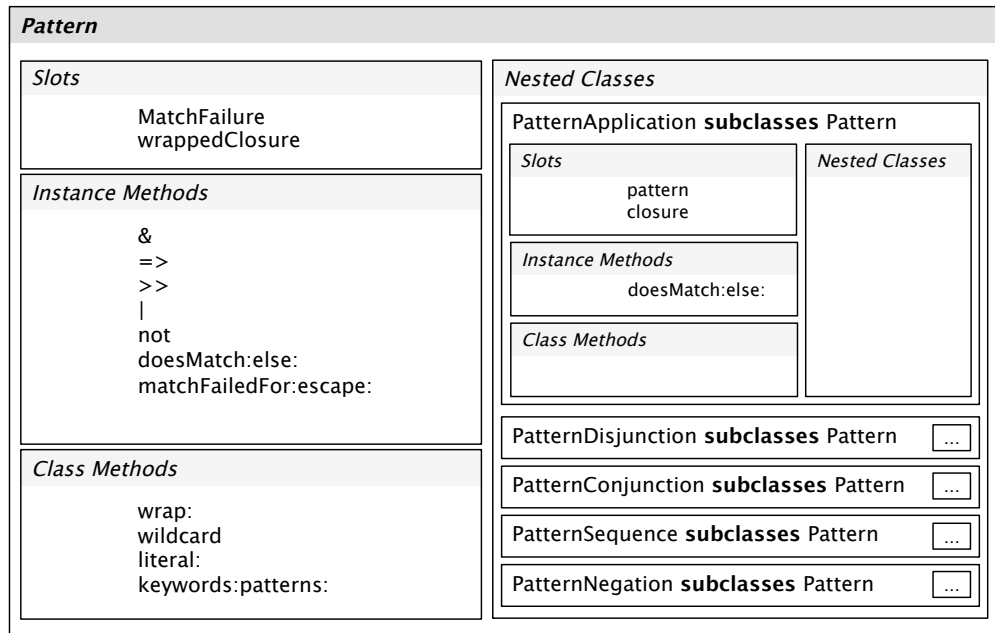 Pattern
Slots
MatchFailure
wrappedClosure
Instance Methods
&
=>
>>
|
not
doesMatch:else:
matchFailedFor:escape:
Class Methods
wrap:
wildcard
literal:
keywords:patterns:
Nested Classes
PatternApplication subclasses Pattern
Slots
pattern
closure
Instance Methods
doesMatch:else:
Class Methods
Nested Classes
PatternDisjunction subclasses Pattern ...
PatternConjunction subclasses Pattern ...
PatternSequence subclasses Pattern ...
PatternNegation subclasses Pattern ...